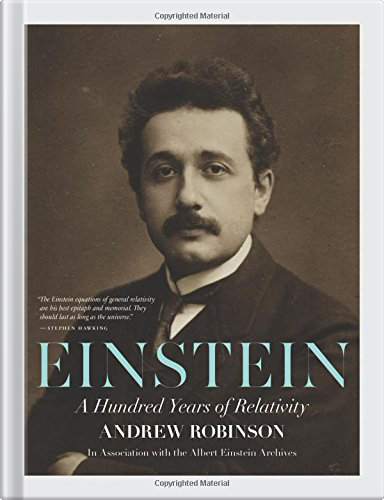 Copyrighted Material
"The Einstein equations of general relativity
are his best epitaph and memorial. They
should last as long as the universe."
—STEPHEN HAWKING
EINSTEIN
A Hundred Years of Relativity
ANDREW ROBINSON
In Association with the Albert Einstein Archives
Copyrighted Material